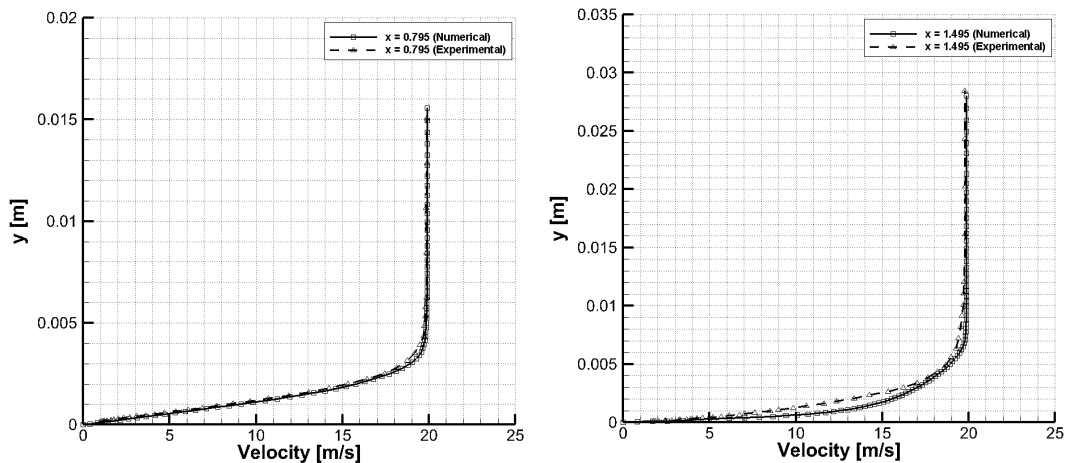 0.02
x = 0.795 (Numerical)
x = 0.795 (Experimental)
0.015
0.01
0.005
0
y [m]
0 5 10 15 20 25
Velocity [m/s]
0.035
x = 1.495 (Numerical)
x = 1.495 (Experimental)
0.03
0.025
0.02
0.015
0.01
0.005
0
y [m]
0 5 10 15 20 25
Velocity [m/s]